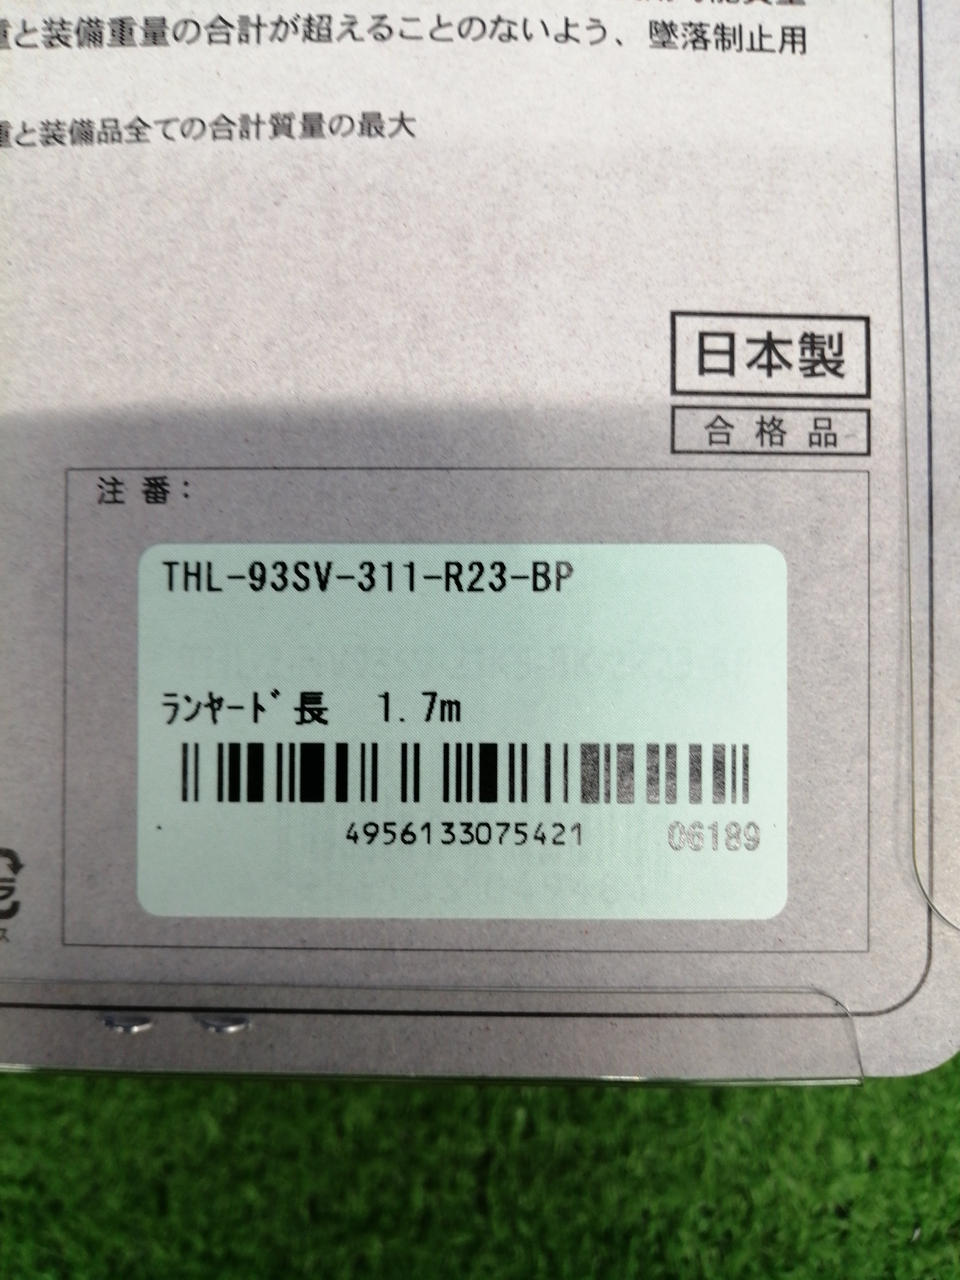 重と装備重量の合計が超えることのないよう、墜落制止用
重と装備品全ての合計質量の最大
日本製
合格品
注番：
THL-93SV-311-R23-BP
ﾗﾝﾔｰﾄﾞ長 1.7m
4956133075421 06189
ス